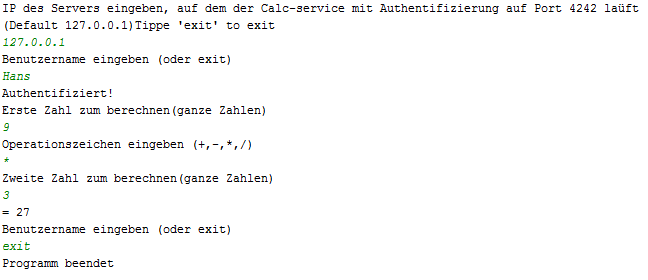 IP des Servers eingeben, auf dem der Calc-service mit Authentifizierung auf Port 4242 laüft
(Default 127.0.0.1)Tippe 'exit' to exit
127.0.0.1
Benutzername eingeben (oder exit)
Hans
Authentifiziert!
Erste Zahl zum berechnen(ganze Zahlen)
9
Operationszeichen eingeben (+,-,*,/)
*
Zweite Zahl zum berechnen(ganze Zahlen)
3
= 27
Benutzername eingeben (oder exit)
exit
Programm beendet